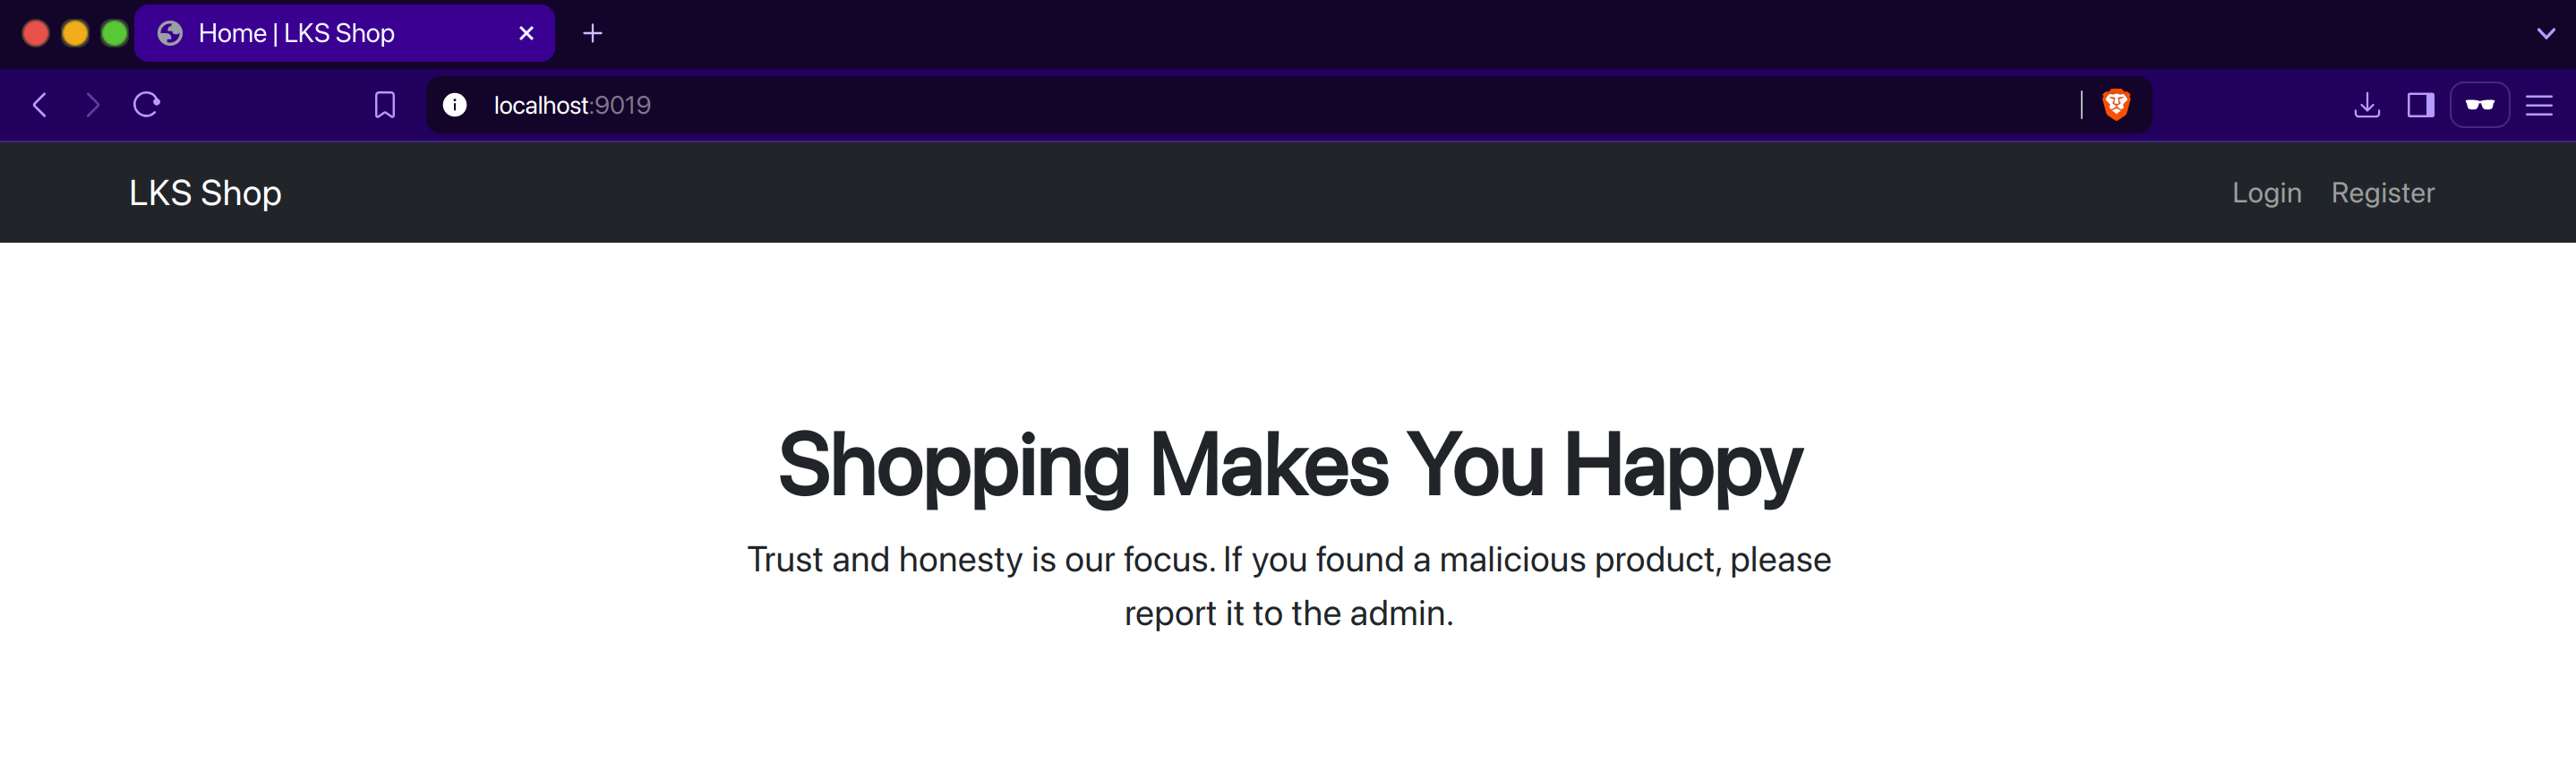 Home | LKS Shop
localhost:9019
LKS Shop
Login
Register
Shopping Makes You Happy
Trust and honesty is our focus. If you found a malicious product, please
report it to the admin.